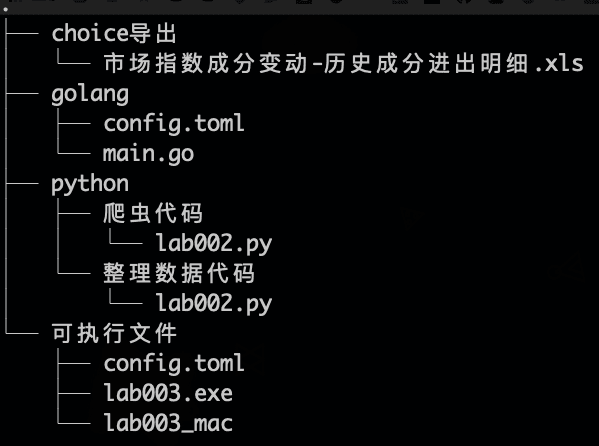 .
├── choice导出
│   └── 市场指数成分变动-历史成分进出明细.xls
├── golang
│   ├── config.toml
│   └── main.go
├── python
│   ├── 爬虫代码
│   │   └── lab002.py
│   └── 整理数据代码
│       └── lab002.py
└── 可执行文件
    ├── config.toml
    ├── lab003.exe
    └── lab003_mac